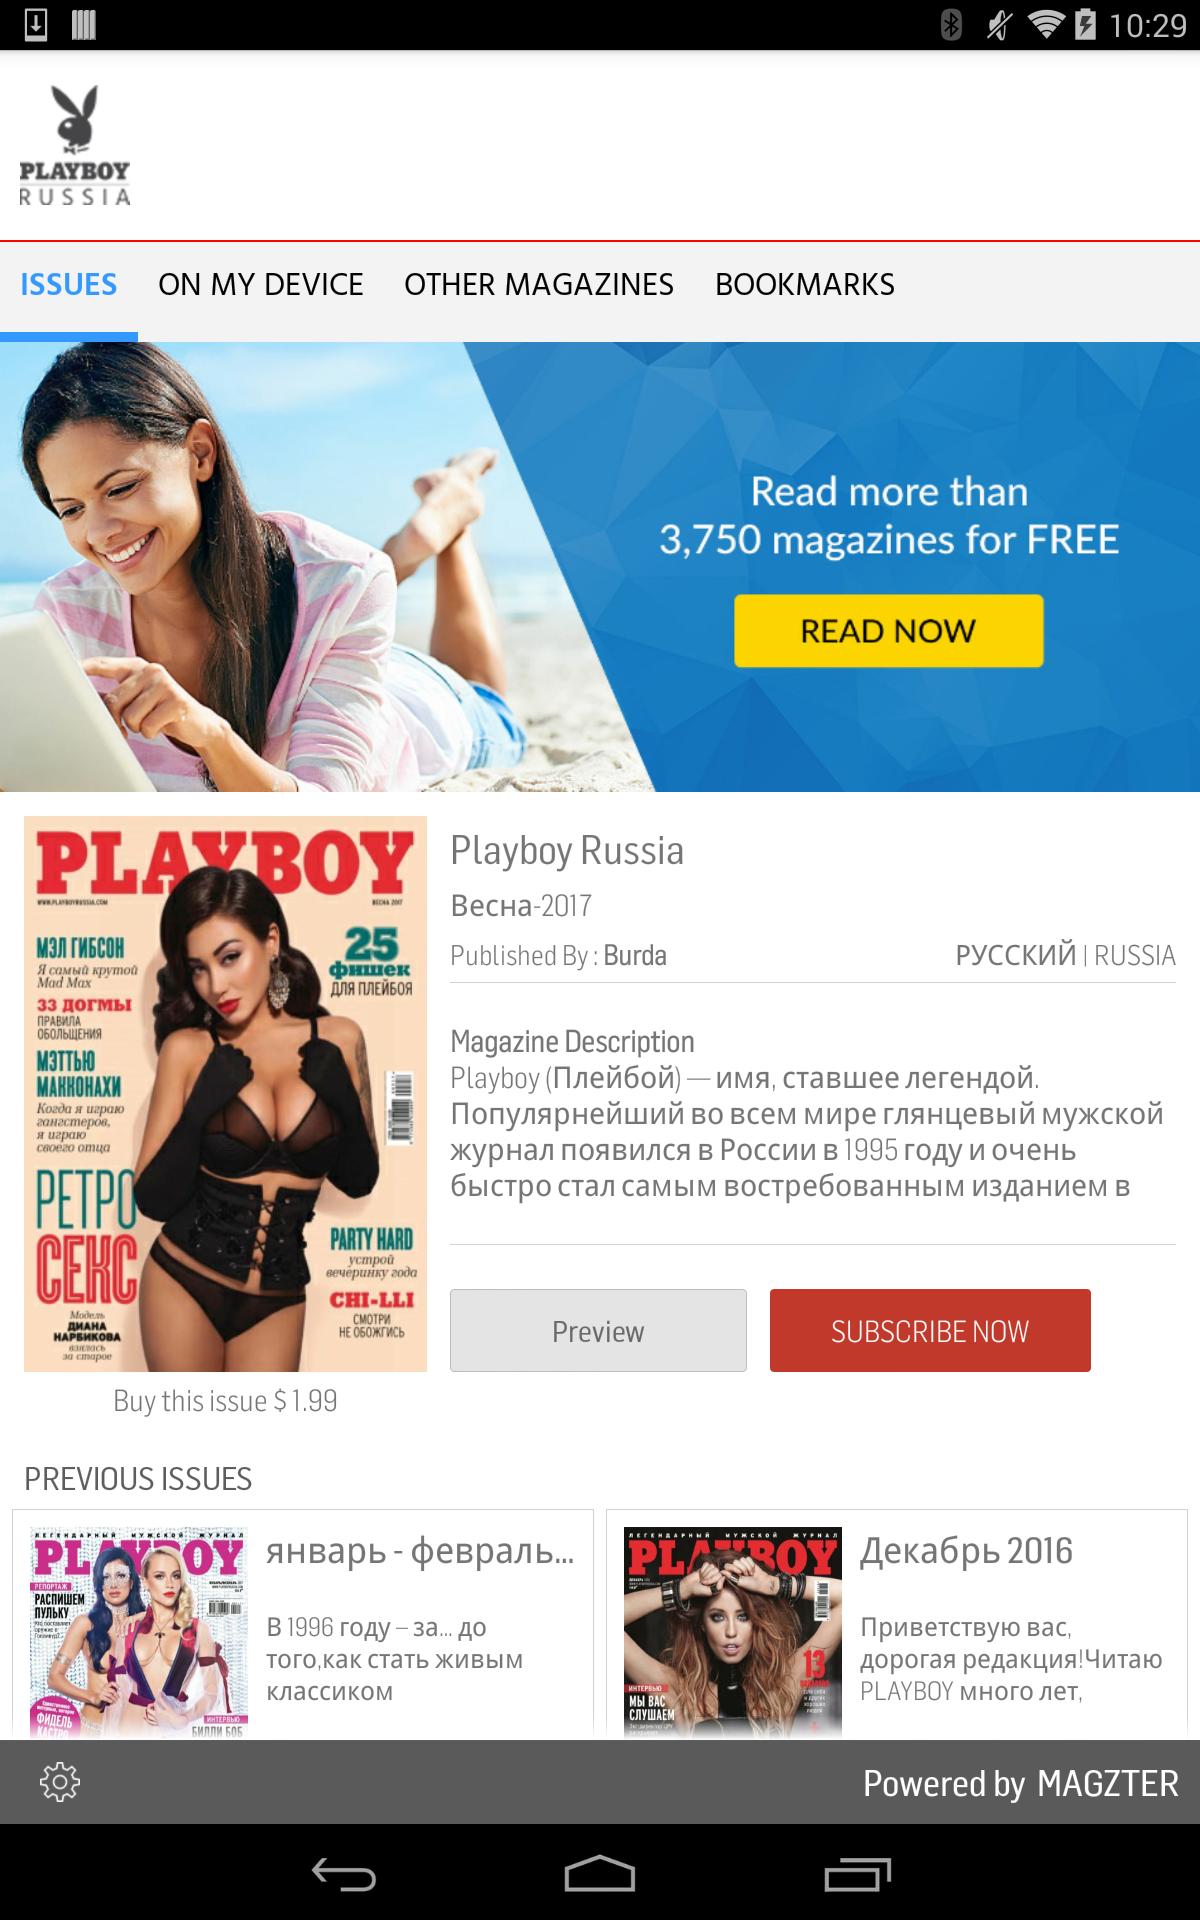 10:29
PLAYBOY
RUSSIA
ISSUES
ON MY DEVICE
OTHER MAGAZINES
BOOKMARKS
Read more than
3,750 magazines for FREE
READ NOW
PLAYBOY
WWW.PLAYBOYRUSSIA.COM
ВЕСНА 2017
МЭЛ ГИБСОН
Я самый крутой
Mad Max
33 ДОГМЫ
ПРАВИЛА
ОБОЛЬЩЕНИЯ
МЭТТЬЮ
МАККОНАХИ
Когда я играю
гангстеров,
я играю
своего отца
РЕТРО
СЕКС
Модель
ДИАНА
НАРБИКОВА
взялась
за старое
25
фишек
ДЛЯ ПЛЕЙБОЯ
PARTY HARD
устрой
вечеринку года
CHI-LLI
СМОТРИ
НЕ ОБОЖГИСЬ
Buy this issue $ 1.99
Playboy Russia
Весна-2017
Published By : Burda
РУССКИЙ | RUSSIA
Magazine Description
Playboy (Плейбой) — имя, ставшее легендой.
Популярнейший во всем мире глянцевый мужской
журнал появился в России в 1995 году и очень
быстро стал самым востребованным изданием в
Preview
SUBSCRIBE NOW
PREVIOUS ISSUES
ЛЕГЕНДАРНЫЙ МУЖСКОЙ ЖУРНАЛ
PLAYBOY
РЕПОРТАЖ
РАСПИШЕМ
ПУЛЬКУ
ФИДЕЛЬ
КАСТРО
ИНТЕРВЬЮ
БИЛЛИ БОБ
январь - февраль...
В 1996 году – за... до
того,как стать живым
классиком
ЛЕГЕНДАРНЫЙ МУЖСКОЙ ЖУРНАЛ
PLAYBOY
13
ИНТЕРВЬЮ
МЫ ВАС
СЛУШАЕМ
Декабрь 2016
Приветствую вас,
дорогая редакция!Читаю
PLAYBOY много лет,
Powered by MAGZTER